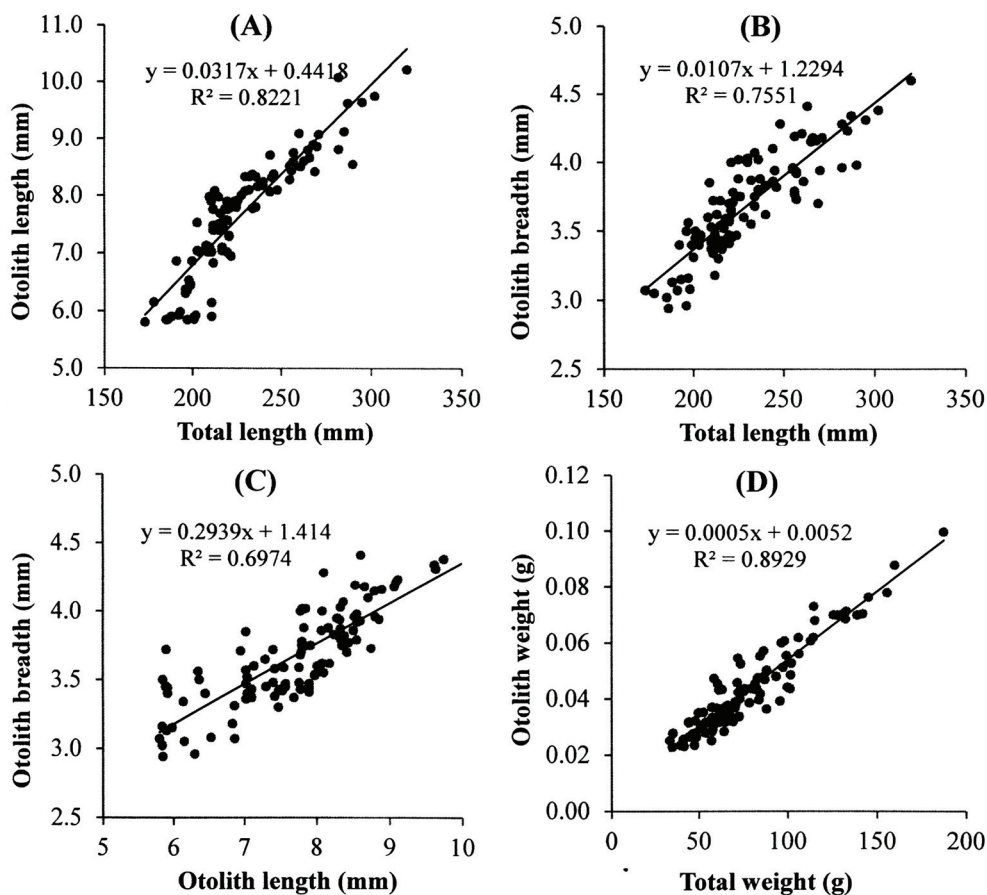 (A)
y = 0.0317x + 0.4418
R² = 0.8221
Otolith length (mm)
11.0
10.0
9.0
8.0
7.0
6.0
5.0
150
200
250
300
350
Total length (mm)
(B)
y = 0.0107x + 1.2294
R² = 0.7551
Otolith breadth (mm)
5.0
4.5
4.0
3.5
3.0
2.5
150
200
250
300
350
Total length (mm)
(C)
y = 0.2939x + 1.414
R² = 0.6974
Otolith breadth (mm)
5.0
4.5
4.0
3.5
3.0
2.5
5
6
7
8
9
10
Otolith length (mm)
(D)
y = 0.0005x + 0.0052
R² = 0.8929
Otolith weight (g)
0.12
0.10
0.08
0.06
0.04
0.02
0.00
0
50
100
150
200
Total weight (g)